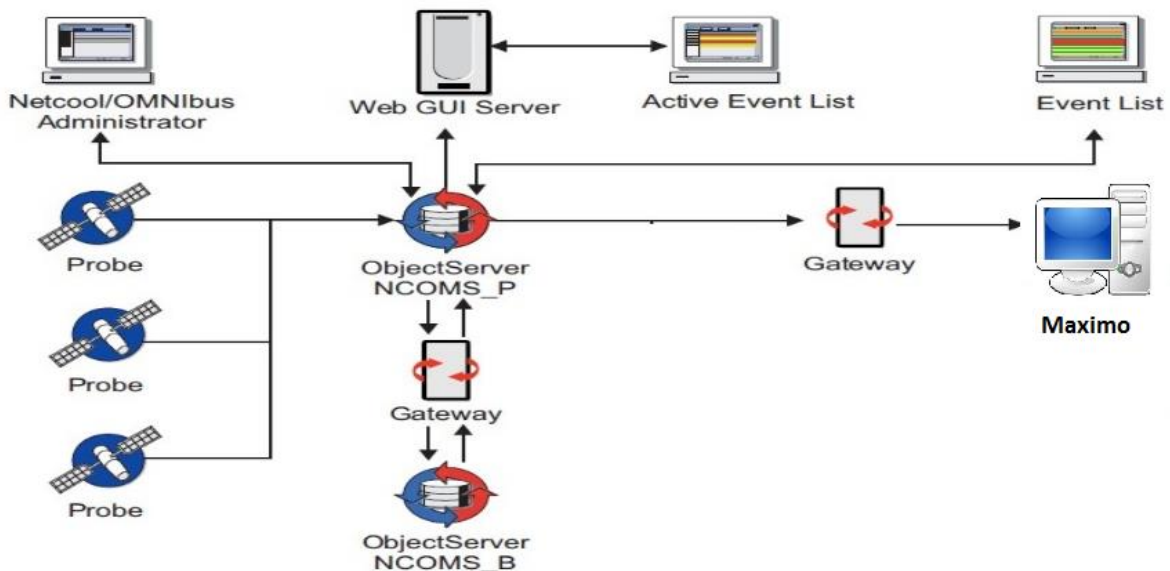 Netcool/OMNIbus
Administrator
Web GUI Server
Active Event List
Event List
Probe
ObjectServer
NCOMS_P
Gateway
Maximo
Probe
Gateway
Probe
ObjectServer
NCOMS_B